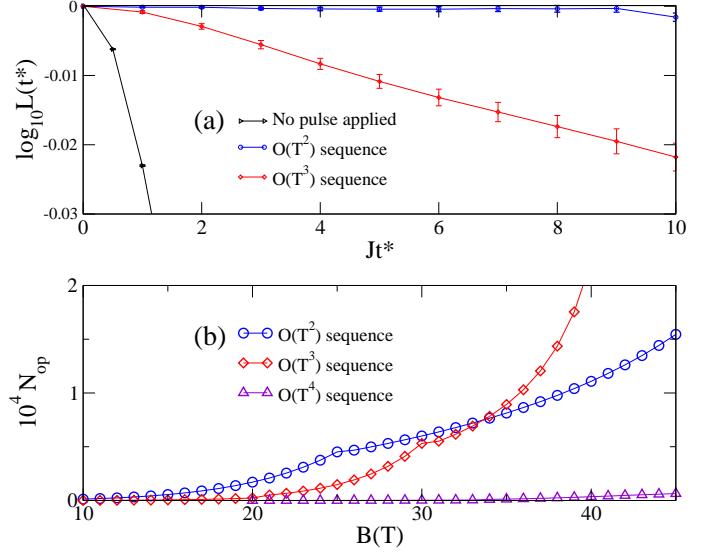 0
-0.01
-0.02
-0.03
log₁₀L(t*)
(a)
No pulse applied
O(T²) sequence
O(T³) sequence
0 2 4 6 8 10
Jt*
2
1
0
10⁴ N_op
(b)
O(T²) sequence
O(T³) sequence
O(T⁴) sequence
10 20 30 40
B(T)